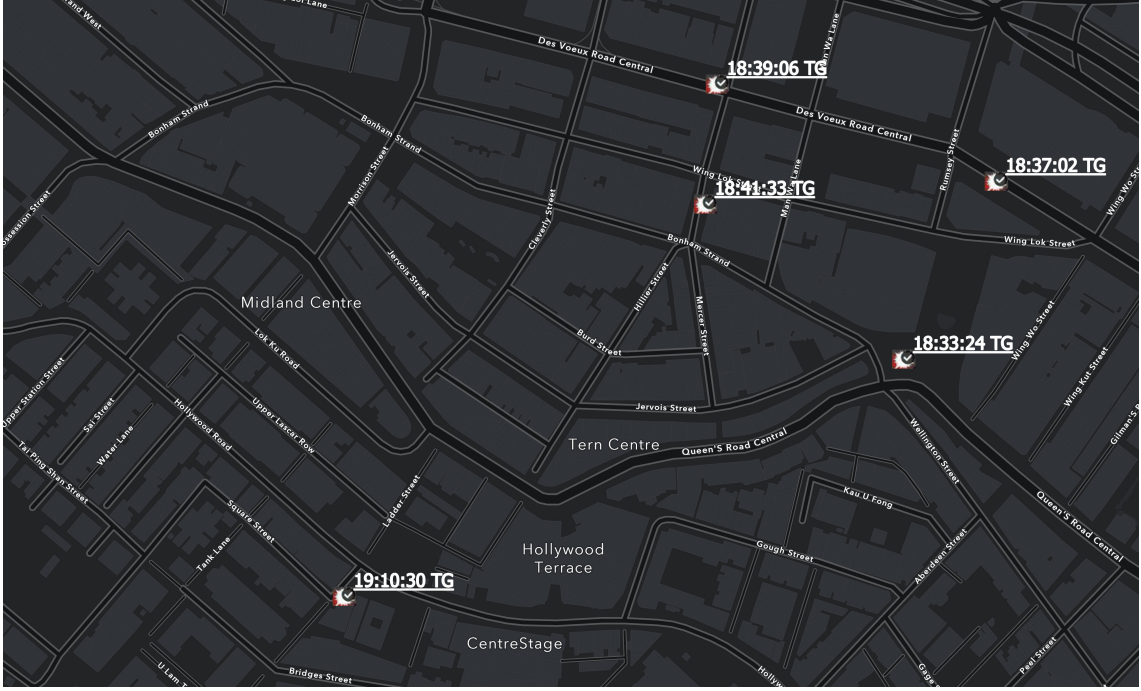 Des Voeux Road Central
18:39:06 TG
Bonham Strand
Bonham Strand
Des Voeux Road Central
Rumsey Street
18:37:02 TG
Morrison Street
Wing Lok
18:41:33 TG
Cleverly Street
Bonham Strand
Wing Lok Street
Jervois Street
Hillier Street
Mercer Street
Midland Centre
Wing Wo Street
Lok Ku Road
Burd Street
18:33:24 TG
Wing Kut Street
Upper Station Street
Sai Street
Water Lane
Hollywood Road
Upper Lascar Row
Jervois Street
Tern Centre
Queen'S Road Central
Wellington Street
Tai Ping Shan Street
Ladder Street
Kau U Fong
Queen'S Road Central
Square Street
Tank Lane
Hollywood
Terrace
Gough Street
Aberdeen Street
19:10:30 TG
CentreStage
Bridges Street
Peel Street